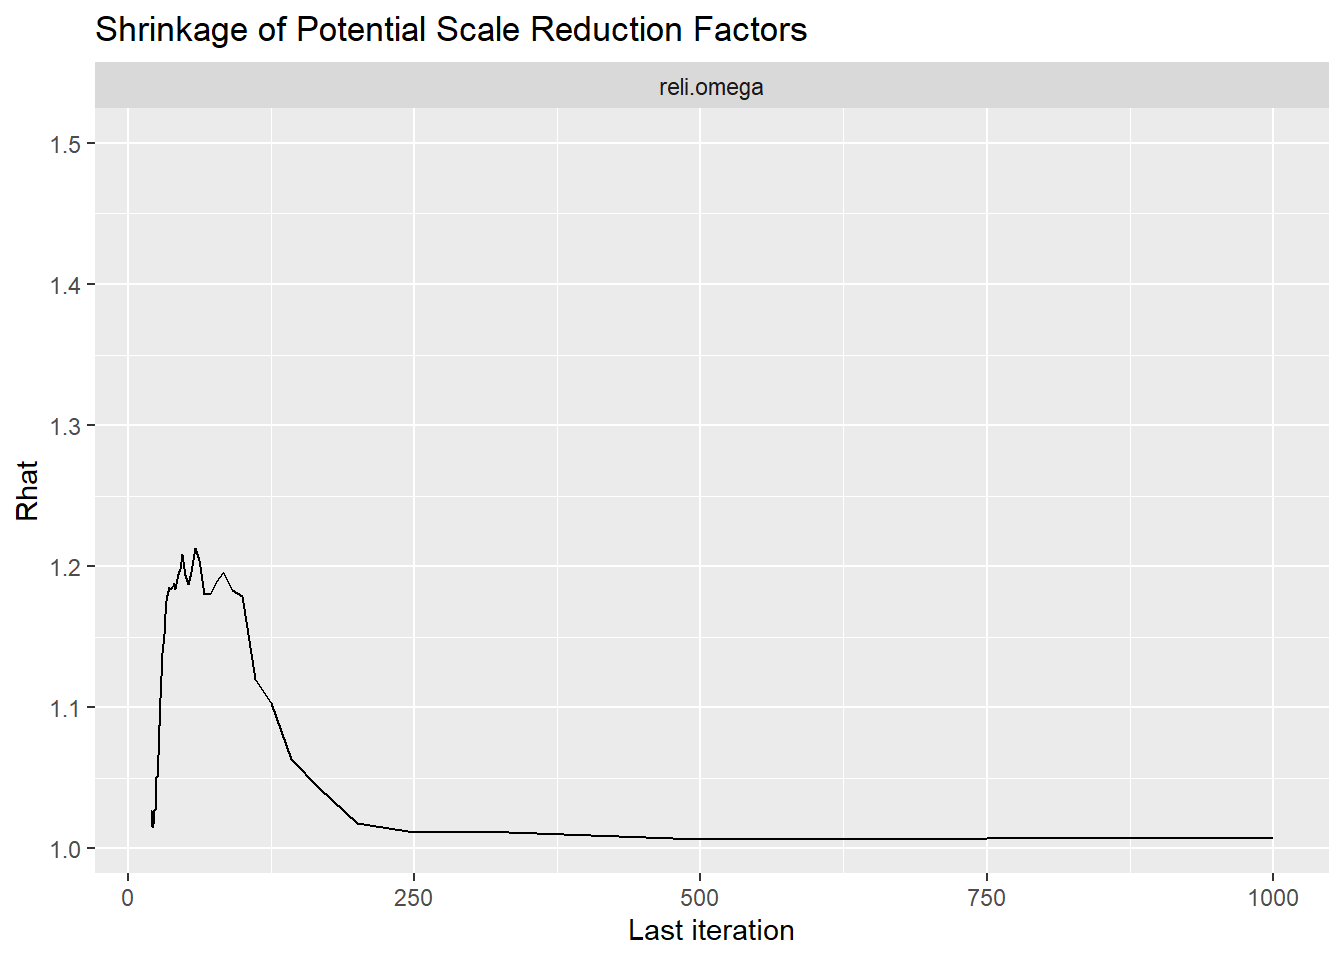 Shrinkage of Potential Scale Reduction Factors
reli.omega
1.5
1.4
1.3
1.2
1.1
1.0
Rhat
0 250 500 750 1000
Last iteration